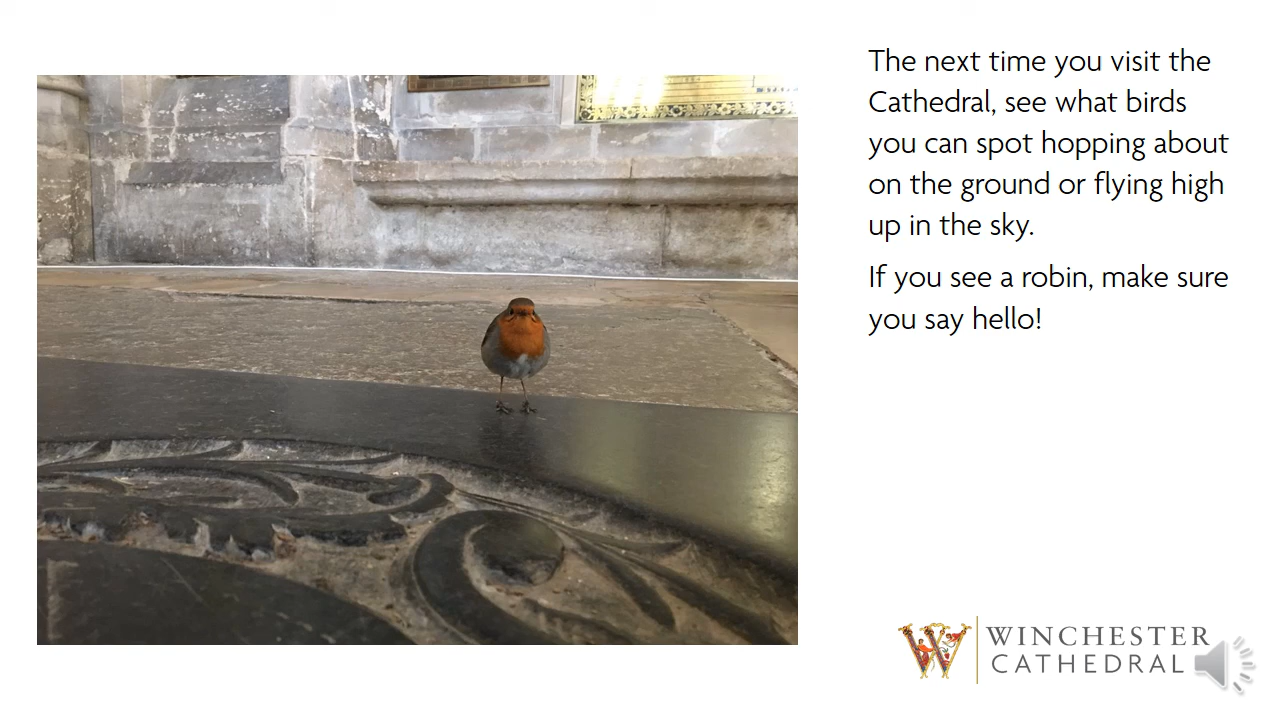 The next time you visit the
Cathedral, see what birds
you can spot hopping about
on the ground or flying high
up in the sky.
If you see a robin, make sure
you say hello!
W WINCHESTER
CATHEDRAL